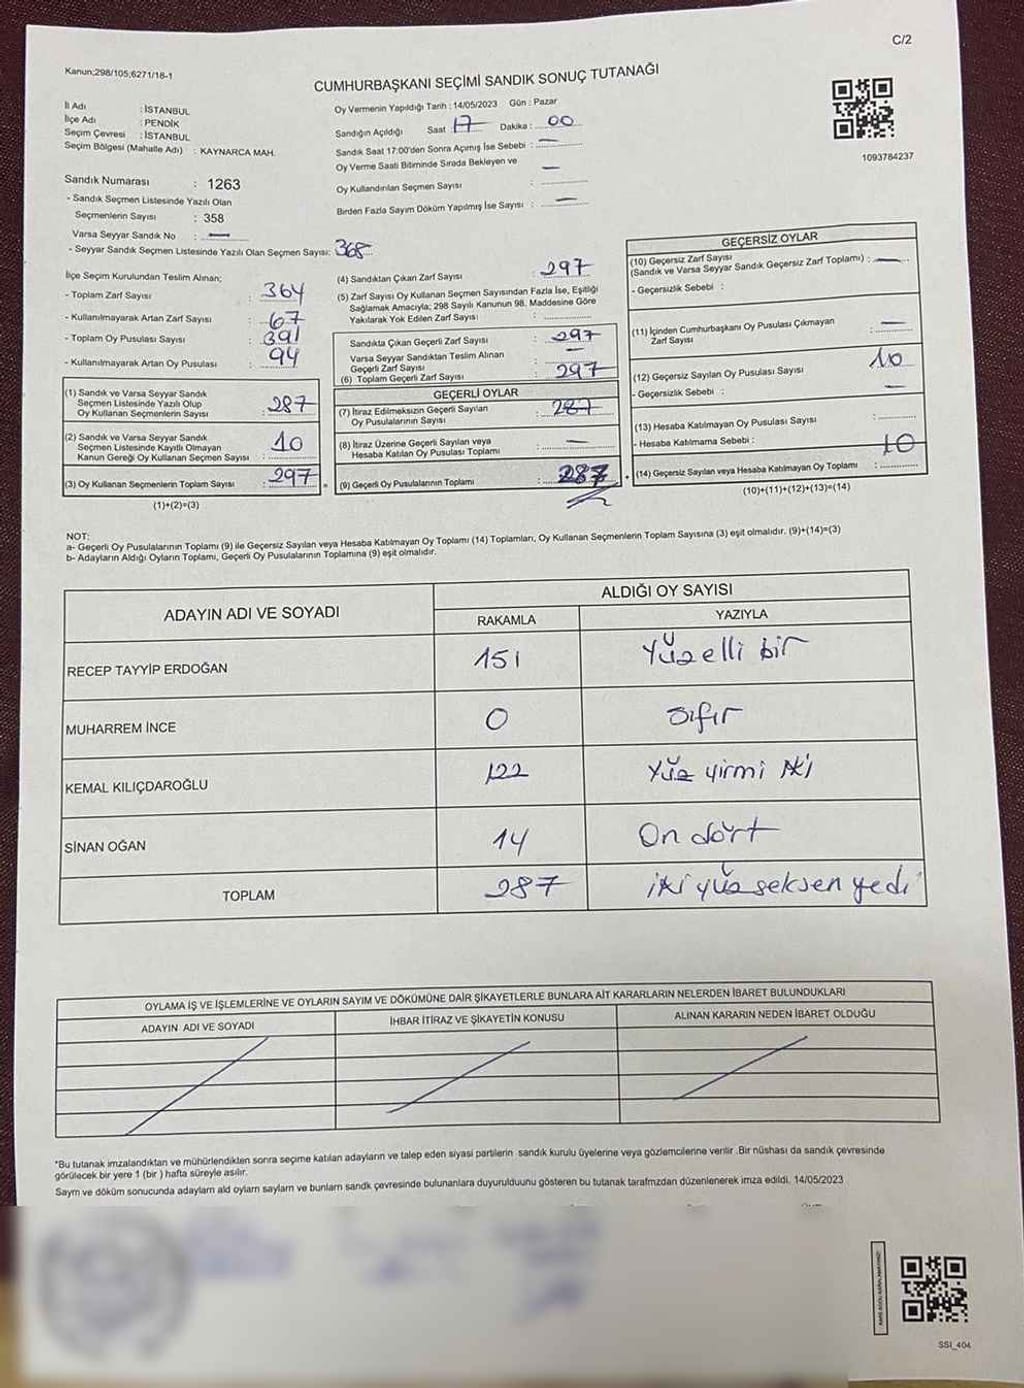 C/2
Kanun;298/105;6271/18-1
CUMHURBAŞKANI SEÇİMİ SANDIK SONUÇ TUTANAĞI
İl Adı : İSTANBUL
İlçe Adı : PENDİK
Seçim Çevresi : İSTANBUL
Seçim Bölgesi (Mahalle Adı) : KAYNARCA MAH.
Oy Vermenin Yapıldığı Tarih : 14/05/2023 Gün : Pazar
Sandığın Açıldığı Saat 17 Dakika : 00
Sandık Saat 17:00'den Sonra Açımış İse Sebebi : —
Oy Verme Saati Bitiminde Sırada Bekleyen ve —
Oy Kullandırılan Seçmen Sayısı :
Birden Fazla Sayım Döküm Yapılmış İse Sayısı : —
1093784237
Sandık Numarası : 1263
- Sandık Seçmen Listesinde Yazılı Olan
Seçmenlerin Sayısı : 358
Varsa Seyyar Sandık No : —
- Seyyar Sandık Seçmen Listesinde Yazılı Olan Seçmen Sayısı: 368
İlçe Seçim Kurulundan Teslim Alınan;
- Toplam Zarf Sayısı : 364
- Kullanılmayarak Artan Zarf Sayısı : 67
- Toplam Oy Pusulası Sayısı : 391
- Kullanılmayarak Artan Oy Pusulası : 94
(1) Sandık ve Varsa Seyyar Sandık
Seçmen Listesinde Yazılı Olup
Oy Kullanan Seçmenlerin Sayısı : 287
(2) Sandık ve Varsa Seyyar Sandık
Seçmen Listesinde Kayıtlı Olmayan
Kanun Gereği Oy Kullanan Seçmen Sayısı : 10
(3) Oy Kullanan Seçmenlerin Toplam Sayısı : 297
(1)+(2)=(3)
(4) Sandıktan Çıkan Zarf Sayısı : 297
(5) Zarf Sayısı Oy Kullanan Seçmen Sayısından Fazla İse, Eşitliği
Sağlamak Amacıyla; 298 Sayılı Kanunun 98. Maddesine Göre
Yakılarak Yok Edilen Zarf Sayısı :
Sandıkta Çıkan Geçerli Zarf Sayısı : 297
Varsa Seyyar Sandıktan Teslim Alınan
Geçerli Zarf Sayısı : —
(6) Toplam Geçerli Zarf Sayısı : 297
GEÇERLİ OYLAR
(7) İtiraz Edilmeksizin Geçerli Sayılan
Oy Pusulalarının Sayısı : 287
(8) İtiraz Üzerine Geçerli Sayılan veya
Hesaba Katılan Oy Pusulası Toplamı : —
(9) Geçerli Oy Pusulalarının Toplamı : 287
GEÇERSİZ OYLAR
(10) Geçersiz Zarf Sayısı
(Sandık ve Varsa Seyyar Sandık Geçersiz Zarf Toplamı) : —
- Geçersizlik Sebebi :
(11) İçinden Cumhurbaşkanı Oy Pusulası Çıkmayan
Zarf Sayısı : —
(12) Geçersiz Sayılan Oy Pusulası Sayısı : 10
- Geçersizlik Sebebi : —
(13) Hesaba Katılmayan Oy Pusulası Sayısı :
- Hesaba Katılmama Sebebi :
(14) Geçersiz Sayılan veya Hesaba Katılmayan Oy Toplamı : 10
(10)+(11)+(12)+(13)=(14)
NOT:
a- Geçerli Oy Pusulalarının Toplamı (9) ile Geçersiz Sayılan veya Hesaba Katılmayan Oy Toplamı (14) Toplamları, Oy Kullanan Seçmenlerin Toplam Sayısına (3) eşit olmalıdır. (9)+(14)=(3)
b- Adayların Aldığı Oyların Toplamı, Geçerli Oy Pusulalarının Toplamına (9) eşit olmalıdır.
ADAYIN ADI VE SOYADI
ALDIĞI OY SAYISI
RAKAMLA YAZIYLA
RECEP TAYYİP ERDOĞAN 151 Yüzelli bir
MUHARREM İNCE 0 Sıfır
KEMAL KILIÇDAROĞLU 122 Yüz yirmi iki
SİNAN OĞAN 14 On dört
TOPLAM 287 iki yüz seksen yedi
OYLAMA İŞ VE İŞLEMLERİNE VE OYLARIN SAYIM VE DÖKÜMÜNE DAİR ŞİKAYETLERLE BUNLARA AİT KARARLARIN NELERDEN İBARET BULUNDUKLARI
ADAYIN ADI VE SOYADI İHBAR İTİRAZ VE ŞİKAYETİN KONUSU ALINAN KARARIN NEDEN İBARET OLDUĞU
*Bu tutanak imzalandıktan ve mühürlendikten sonra seçime katılan adayların ve talep eden siyasi partilerin sandık kurulu üyelerine veya gözlemcilerine verilir .Bir nüshası da sandık çevresinde
görülecek bir yere 1 (bir ) hafta süreyle asılır.
Sayım ve döküm sonucunda adayların ald oyların sayıların ve bunların sandk çevresinde bulunanlara duyurulduunu gösteren bu tutanak tarafmzdan düzenlenerek imza edildi. 14/05/2023
SSI_404